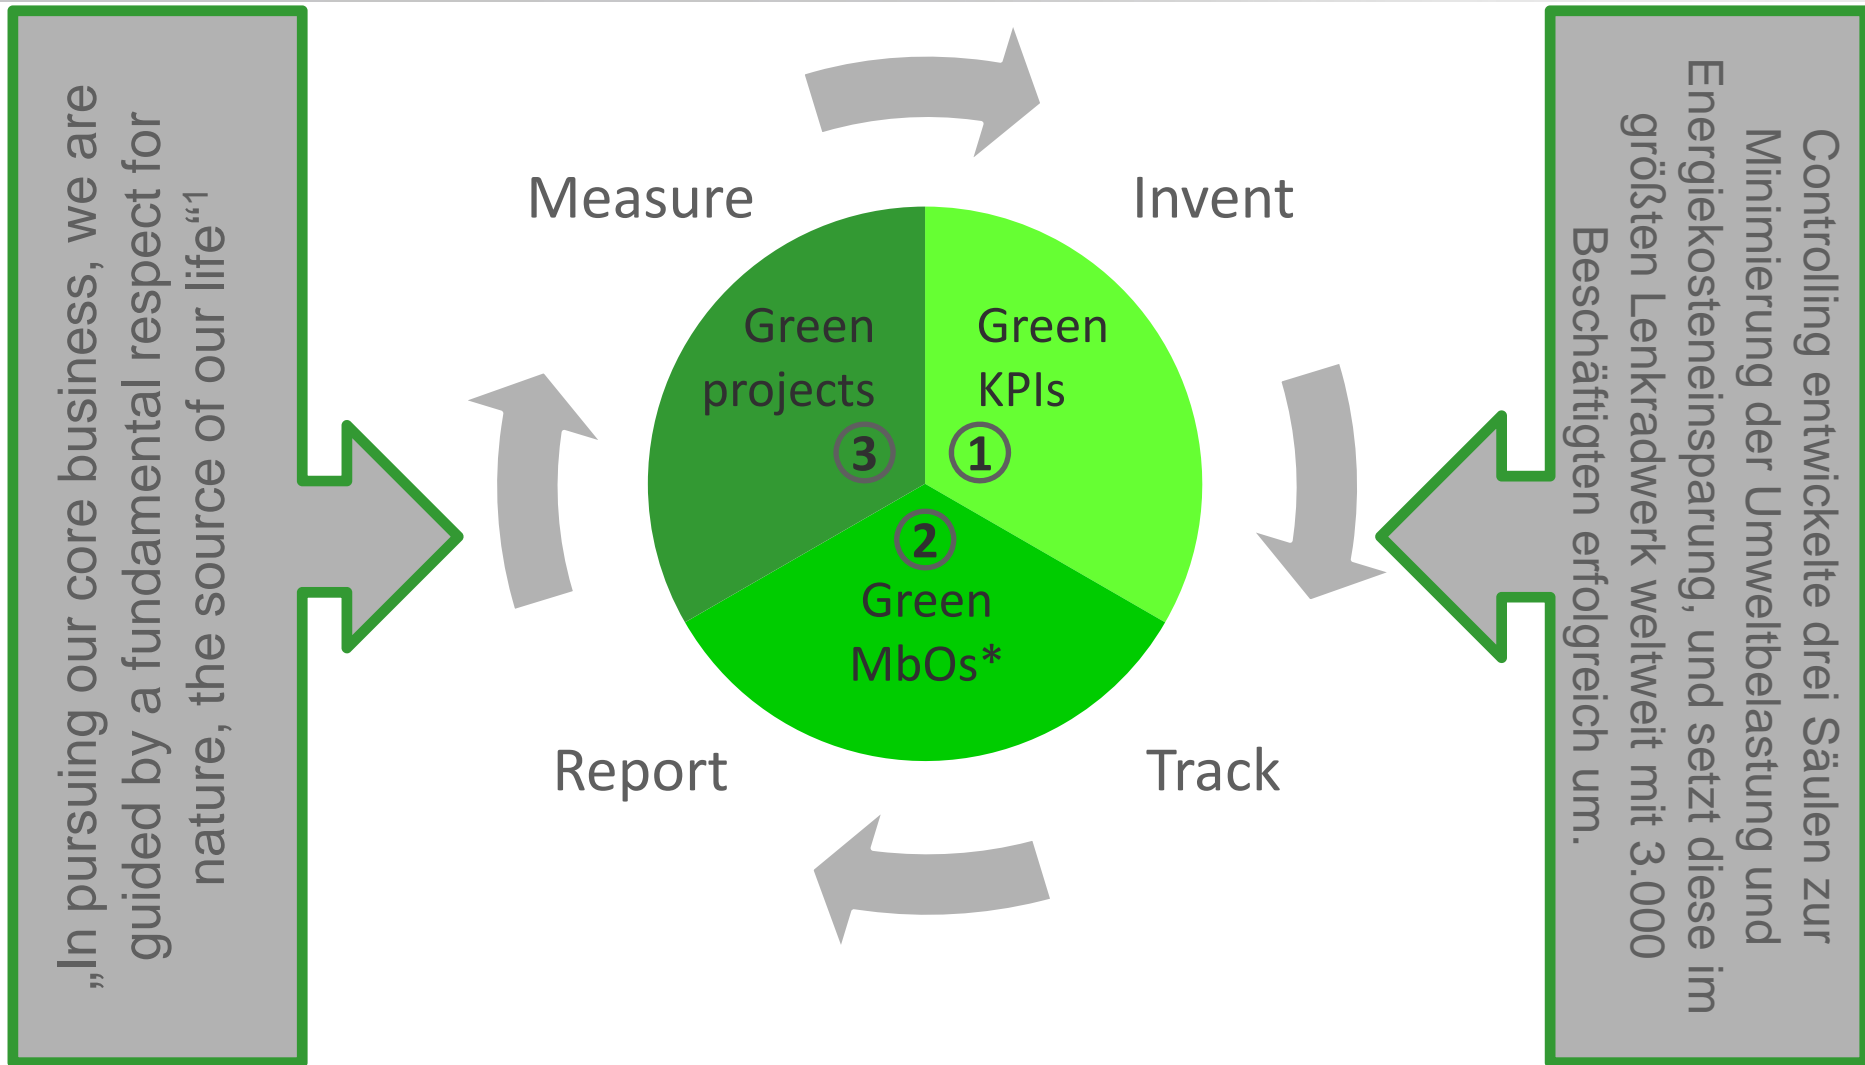 „In pursuing our core business, we are
guided by a fundamental respect for
nature, the source of our life“¹
Measure
Invent
Green
projects
3
Green
KPIs
1
2
Green
MbOs*
Report
Track
Controlling entwickelte drei Säulen zur
Minimierung der Umweltbelastung und
Energiekosteneinsparung, und setzt diese im
größten Lenkradwerk weltweit mit 3.000
Beschäftigten erfolgreich um.